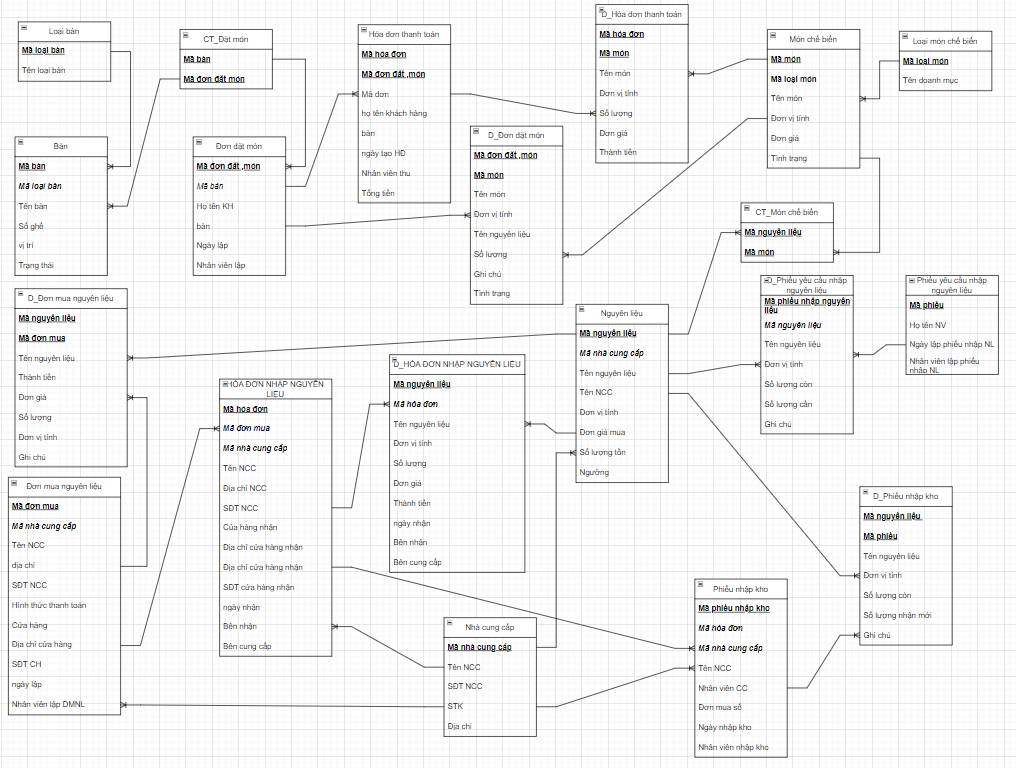 Loại bàn
Mã loại bàn
Tên loại bàn
CT_Đặt món
Mã bàn
Mã đơn đát món
Hóa đơn thanh toán
Mã hóa đơn
Mã đơn đát ,món
Mã đơn
họ tên khách hàng
bàn
ngày tạo HĐ
Nhân viên thu
Tổng tiền
D_Hóa đơn thanh toán
Mã hóa đơn
Mã món
Tên món
Đơn vị tính
Số lượng
Đơn giá
Thành tiền
Món chế biến
Mã món
Mã loại món
Tên món
Đơn vị tính
Đơn giá
Tình trạng
Loại món chế biến
Mã loại món
Tên doanh mục
Bàn
Mã bàn
Mã loại bàn
Tên bàn
Số ghế
vị trí
Trạng thái
Đơn đặt món
Mã đơn đát ,món
Mã bán
Họ tên KH
bàn
Ngày lập
Nhân viên lập
D_Đơn đặt món
Mã đơn đát ,món
Mã món
Tên món
Đơn vị tính
Tên nguyên liệu
Số lượng
Ghi chú
Tình trạng
CT_Món chế biến
Mã nguyên liệu
Mã món
D_Đơn mua nguyên liệu
Mã nguyên liệu
Mã đơn mua
Tên nguyên liệu
Thành tiền
Đơn giá
Số lượng
Đơn vị tính
Ghi chú
Nguyên liệu
Mã nguyên liệu
Mã nhà cung cấp
Tên nguyên liệu
Tên NCC
Đơn vị tính
Đơn giá mua
Số lượng tồn
Ngưỡng
D_Phiếu yêu cầu nhập
nguyên liệu
Mã phiếu nhập nguyên
liệu
Mã nguyên liệu
Tên nguyên liệu
Đơn vị tính
Số lượng còn
Số lượng cần
Ghi chú
Phiếu yêu cầu nhập
nguyên liệu
Mã phiếu
Họ tên NV
Ngày lập phiếu nhập NL
Nhân viên lập phiếu
nhập NL
HÓA ĐƠN NHẬP NGUYÊN
LIỆU
Mã hóa đơn
Mã đơn mua
Mã nhà cung cấp
Tên NCC
Địa chỉ NCC
SĐT NCC
Của hàng nhận
Địa chỉ cửa hàng nhận
Địa chỉ cửa hàng nhận
SĐT cửa hàng nhận
ngày nhận
Bên nhận
Bên cung cấp
D_HÓA ĐƠN NHẬP NGUYÊN LIỆU
Mã nguyên liệu
Mã hóa đơn
Tên nguyên liệu
Đơn vị tính
Số lượng
Đơn giá
Thành tiền
ngày nhận
Bên nhận
Bên cung cấp
Đơn mua nguyên liệu
Mã đơn mua
Mã nhà cung cấp
Tên NCC
địa chỉ
SĐT NCC
Hình thức thanh toán
Cửa hàng
Địa chỉ cửa hàng
SĐT CH
ngày lập
Nhân viên lập DMNL
Nhà cung cấp
Mã nhà cung cấp
Tên NCC
SĐT NCC
STK
Địa chỉ
Phiếu nhập kho
Mã phiếu nhập kho
Mã hóa đơn
Mã nhà cung cấp
Tên NCC
Nhân viên CC
Đơn mua số
Ngày nhập kho
Nhân viên nhập kho
D_Phiếu nhập kho
Mã nguyên liệu
Mã phiếu
Tên nguyên liệu
Đơn vị tính
Số lượng còn
Số lượng nhận mới
Ghi chú